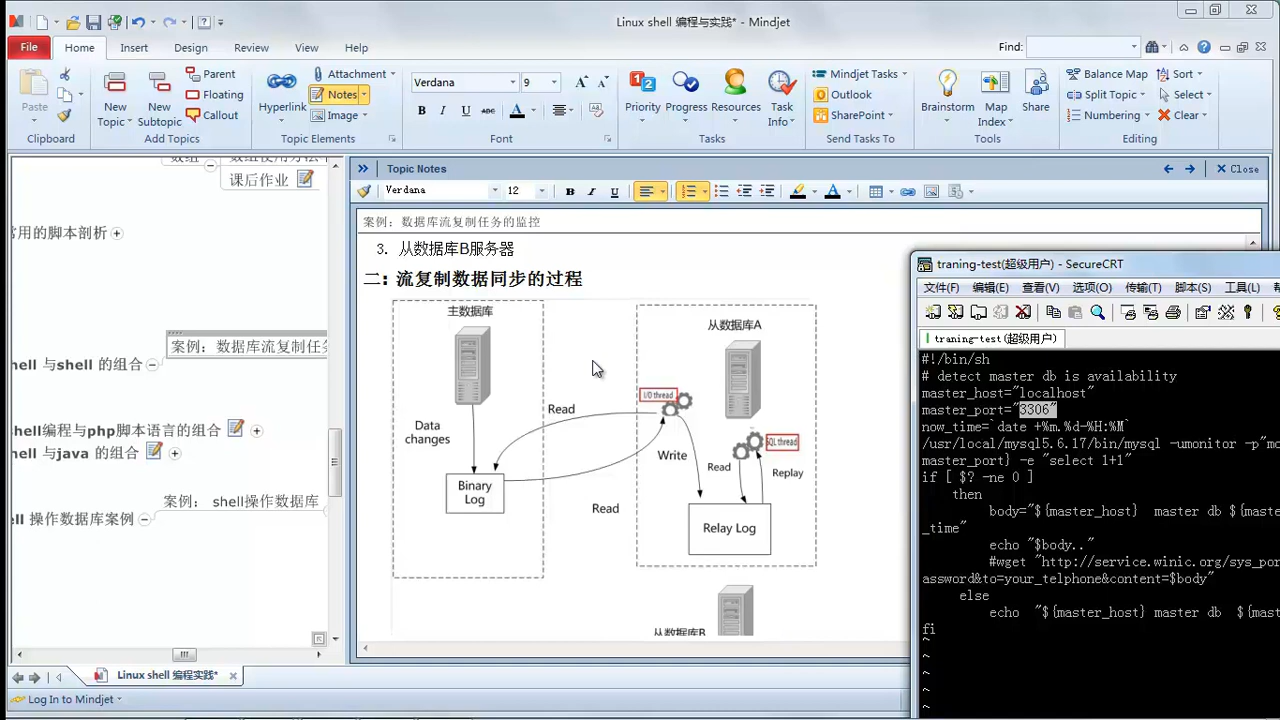 Linux shell 编程与实践* - Mindjet
File
Home
Insert
Design
Review
View
Help
Find:
Paste
New Topic
New Subtopic
Parent
Floating
Callout
Hyperlink
Attachment
Notes
Image
Verdana
9
B
I
U
abc
A
Priority
Progress
Resources
Task Info
Mindjet Tasks
Outlook
SharePoint
Brainstorm
Map Index
Share
Balance Map
Split Topic
Numbering
Sort
Select
Clear
Clipboard
Add Topics
Topic Elements
Font
Tasks
Send Tasks To
Tools
Editing
课后作业
常用的脚本剖析
案例：数据库流复制任务
shell 与shell 的组合
shell编程与php脚本语言的组合
shell 与java 的组合
案例： shell操作数据库
shell 操作数据库案例
Topic Notes
Close
Verdana
12
B
I
U
A
案例：数据库流复制任务的监控
3. 从数据库B服务器
二：流复制数据同步的过程
主数据库
从数据库A
I/O thread
Read
Data changes
SQL thread
Write
Read
Replay
Binary Log
Read
Relay Log
从数据库B
traning-test(超级用户) - SecureCRT
文件(F)
编辑(E)
查看(V)
选项(O)
传输(T)
脚本(S)
工具(L)
traning-test(超级用户)
#!/bin/sh
# detect master db is availability
master_host="localhost"
master_port="3306"
now_time=`date +%m.%d-%H:%M`
/usr/local/mysql5.6.17/bin/mysql -umonitor -p"mo
master_port} -e "select 1+1"
if [ $? -ne 0 ]
then
body="${master_host} master db ${ma
_time"
echo "$body.."
#wget "http://service.winic.org/sys_por
assword&to=your_telphone&content=$body"
else
echo "${master_host} master db ${mas
fi
~
~
~
~
~
Linux shell 编程实践*
Log In to Mindjet